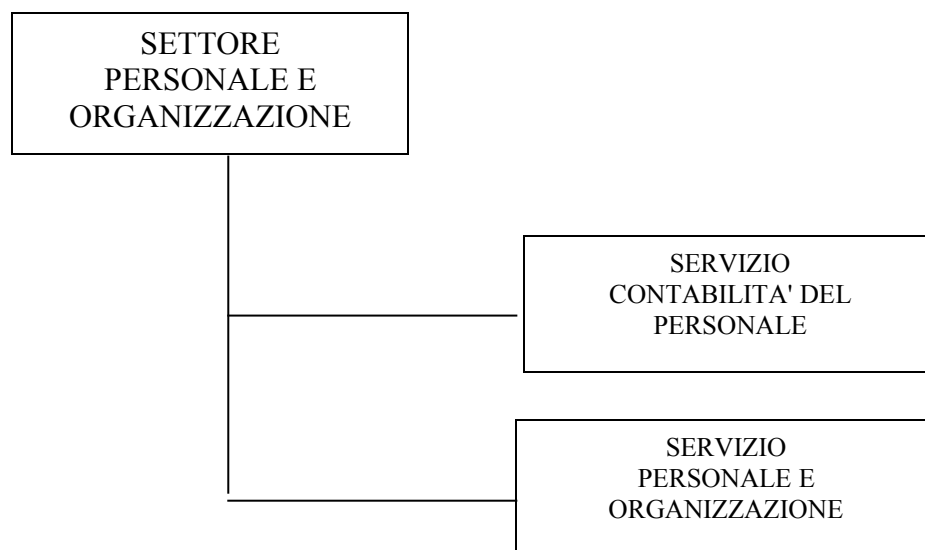 SETTORE
PERSONALE E
ORGANIZZAZIONE
SERVIZIO
CONTABILITA' DEL
PERSONALE
SERVIZIO
PERSONALE E
ORGANIZZAZIONE